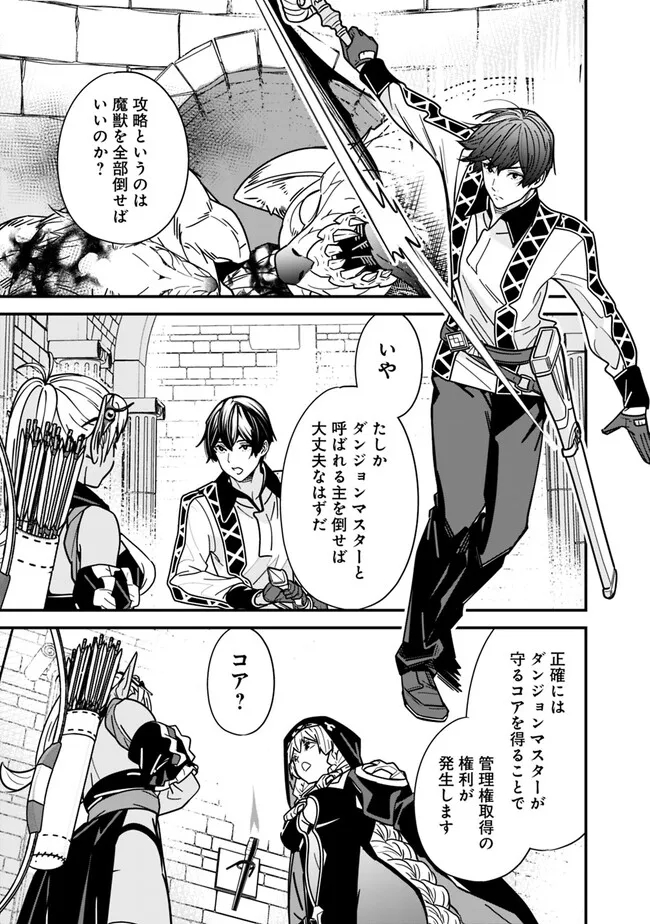 攻略というのは
魔獣を全部倒せば
いいのか？
いや
たしか
ダンジョンマスターと
呼ばれる主を倒せば
大丈夫なはずだ
正確には
ダンジョンマスターが
守るコアを得ることで
管理権取得の
権利が
発生します
コア？